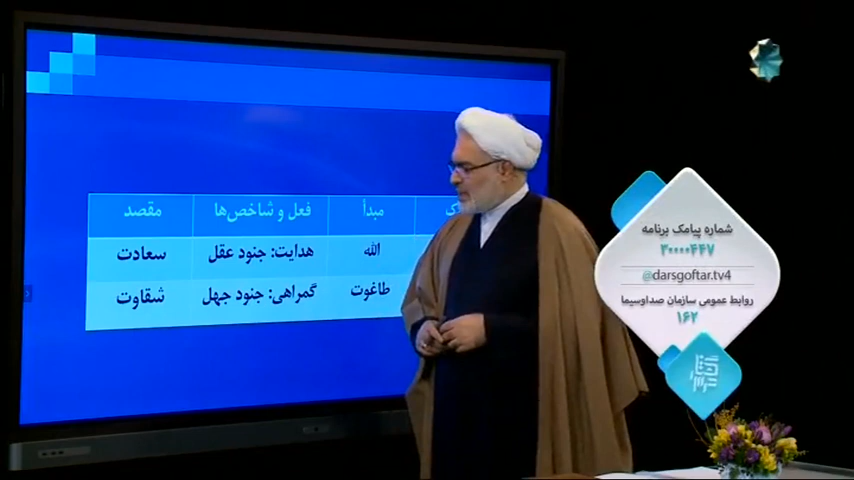 مبدأ فعل و شاخص‌ها مقصد
الله هدایت: جنود عقل سعادت
طاغوت گمراهی: جنود جهل شقاوت
شماره پیامک برنامه
۳۰۰۰۰۴۴۷
@darsgoftar.tv4
روابط عمومی سازمان صداوسیما
۱۶۲